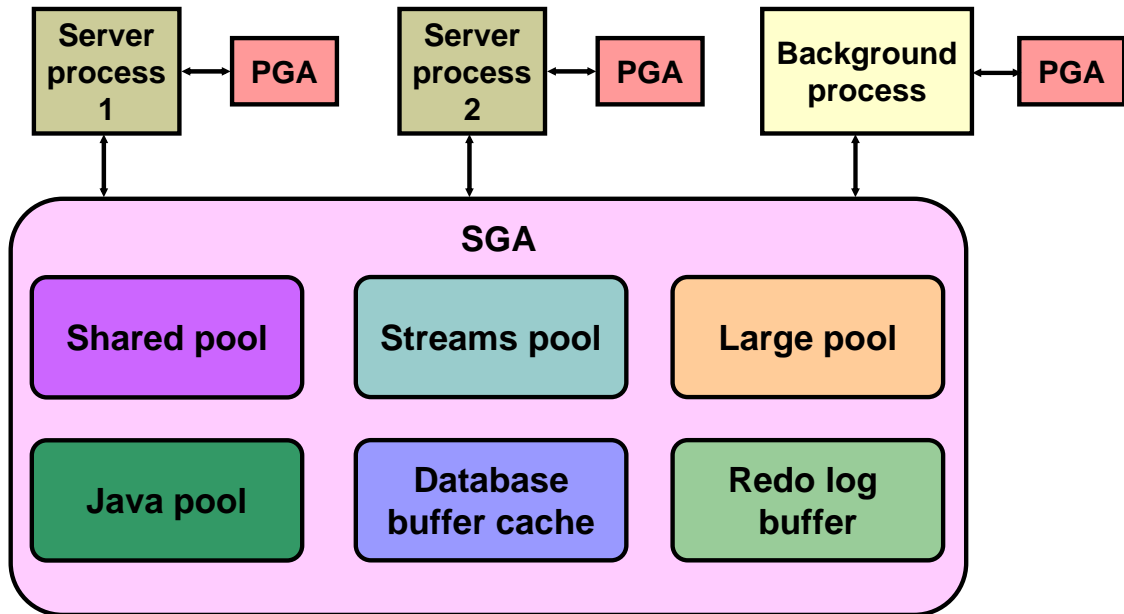 Server
process
1
PGA
Server
process
2
PGA
Background
process
PGA
SGA
Shared pool
Streams pool
Large pool
Java pool
Database
buffer cache
Redo log
buffer